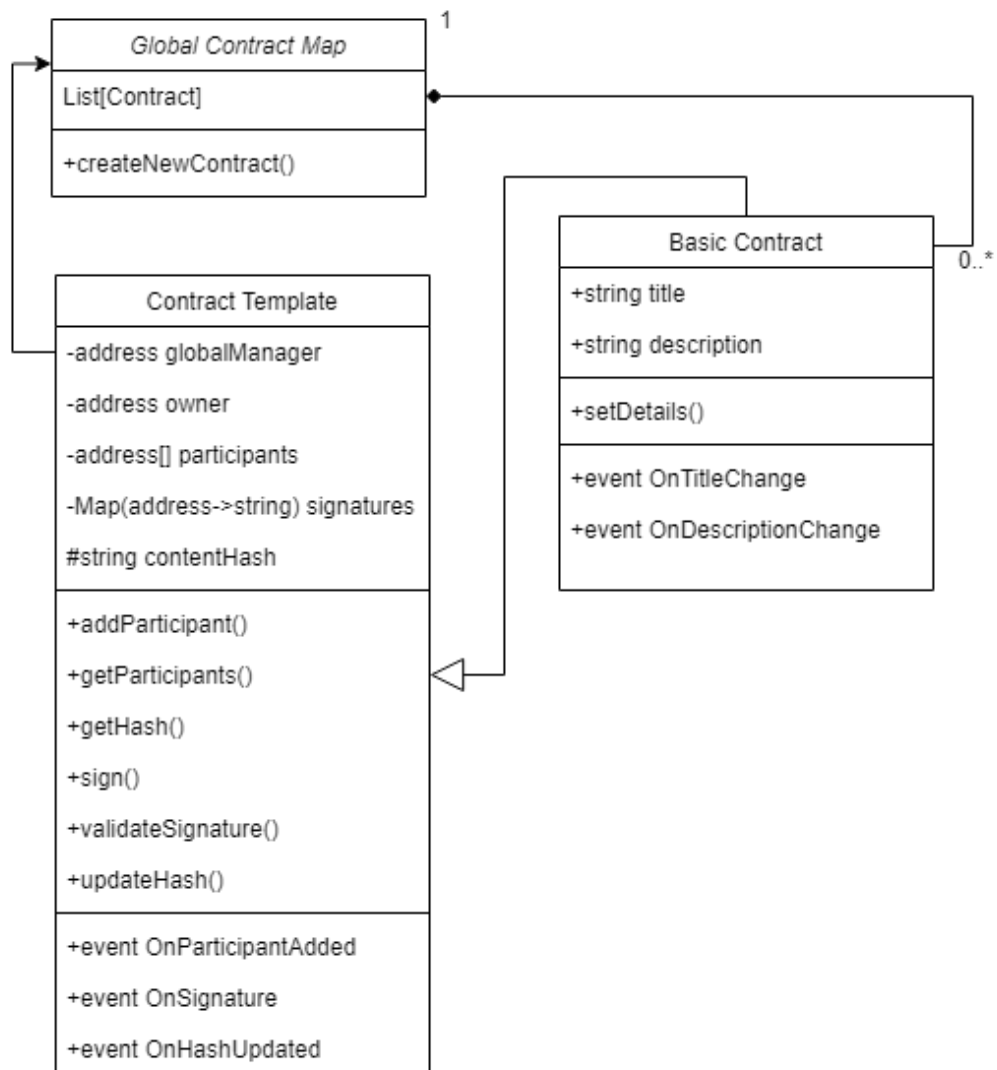 1
Global Contract Map
List[Contract]
+createNewContract()
Basic Contract
0..*
+string title
+string description
+setDetails()
+event OnTitleChange
+event OnDescriptionChange
Contract Template
-address globalManager
-address owner
-address[] participants
-Map(address->string) signatures
#string contentHash
+addParticipant()
+getParticipants()
+getHash()
+sign()
+validateSignature()
+updateHash()
+event OnParticipantAdded
+event OnSignature
+event OnHashUpdated